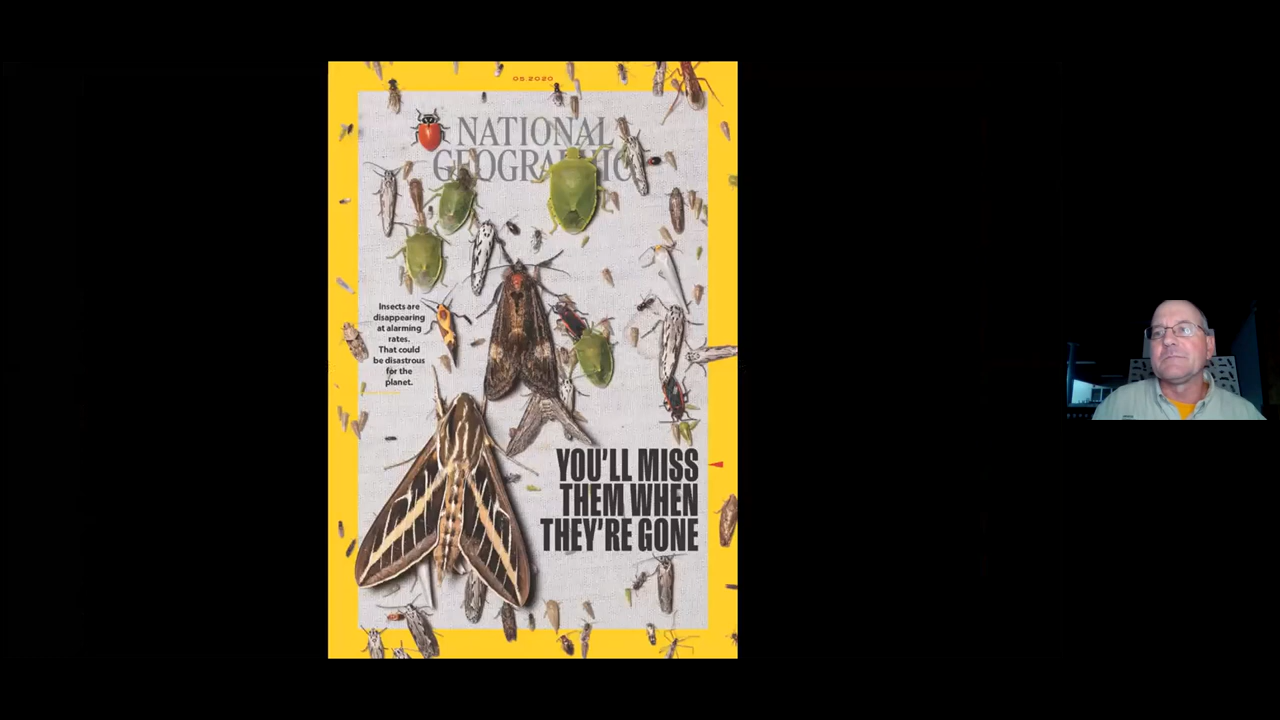 05.2020
NATIONAL
GEOGRAPHIC
Insects are
disappearing
at alarming
rates.
That could
be disastrous
for the
planet.
YOU'LL MISS
THEM WHEN
THEY'RE GONE